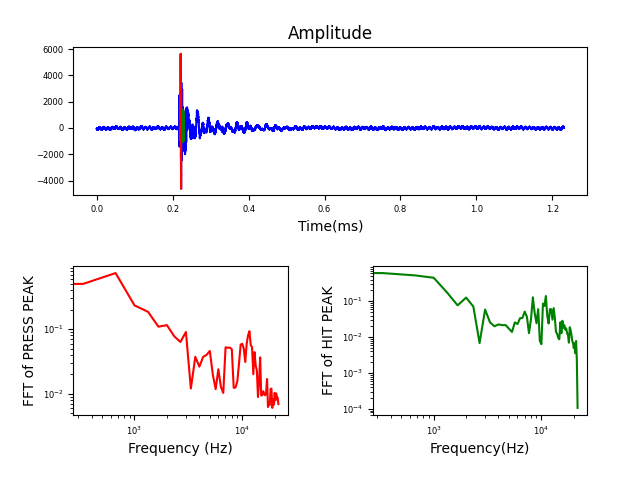 Amplitude
6000
4000
2000
0
−2000
−4000
0.0 0.2 0.4 0.6 0.8 1.0 1.2
Time(ms)
FFT of PRESS PEAK
10⁻¹
10⁻²
10³ 10⁴
Frequency (Hz)
FFT of HIT PEAK
10⁻¹
10⁻²
10⁻³
10⁻⁴
10³ 10⁴
Frequency(Hz)